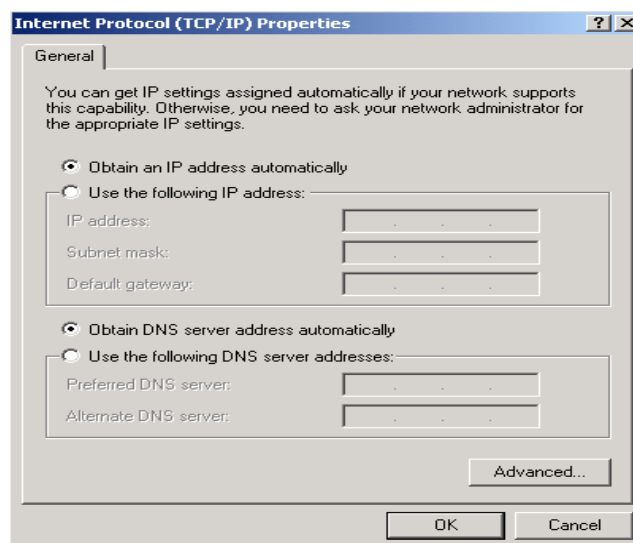 Internet Protocol (TCP/IP) Properties
General
You can get IP settings assigned automatically if your network supports
this capability. Otherwise, you need to ask your network administrator for
the appropriate IP settings.
Obtain an IP address automatically
Use the following IP address:
IP address:
Subnet mask:
Default gateway:
Obtain DNS server address automatically
Use the following DNS server addresses:
Preferred DNS server:
Alternate DNS server:
Advanced...
OK Cancel